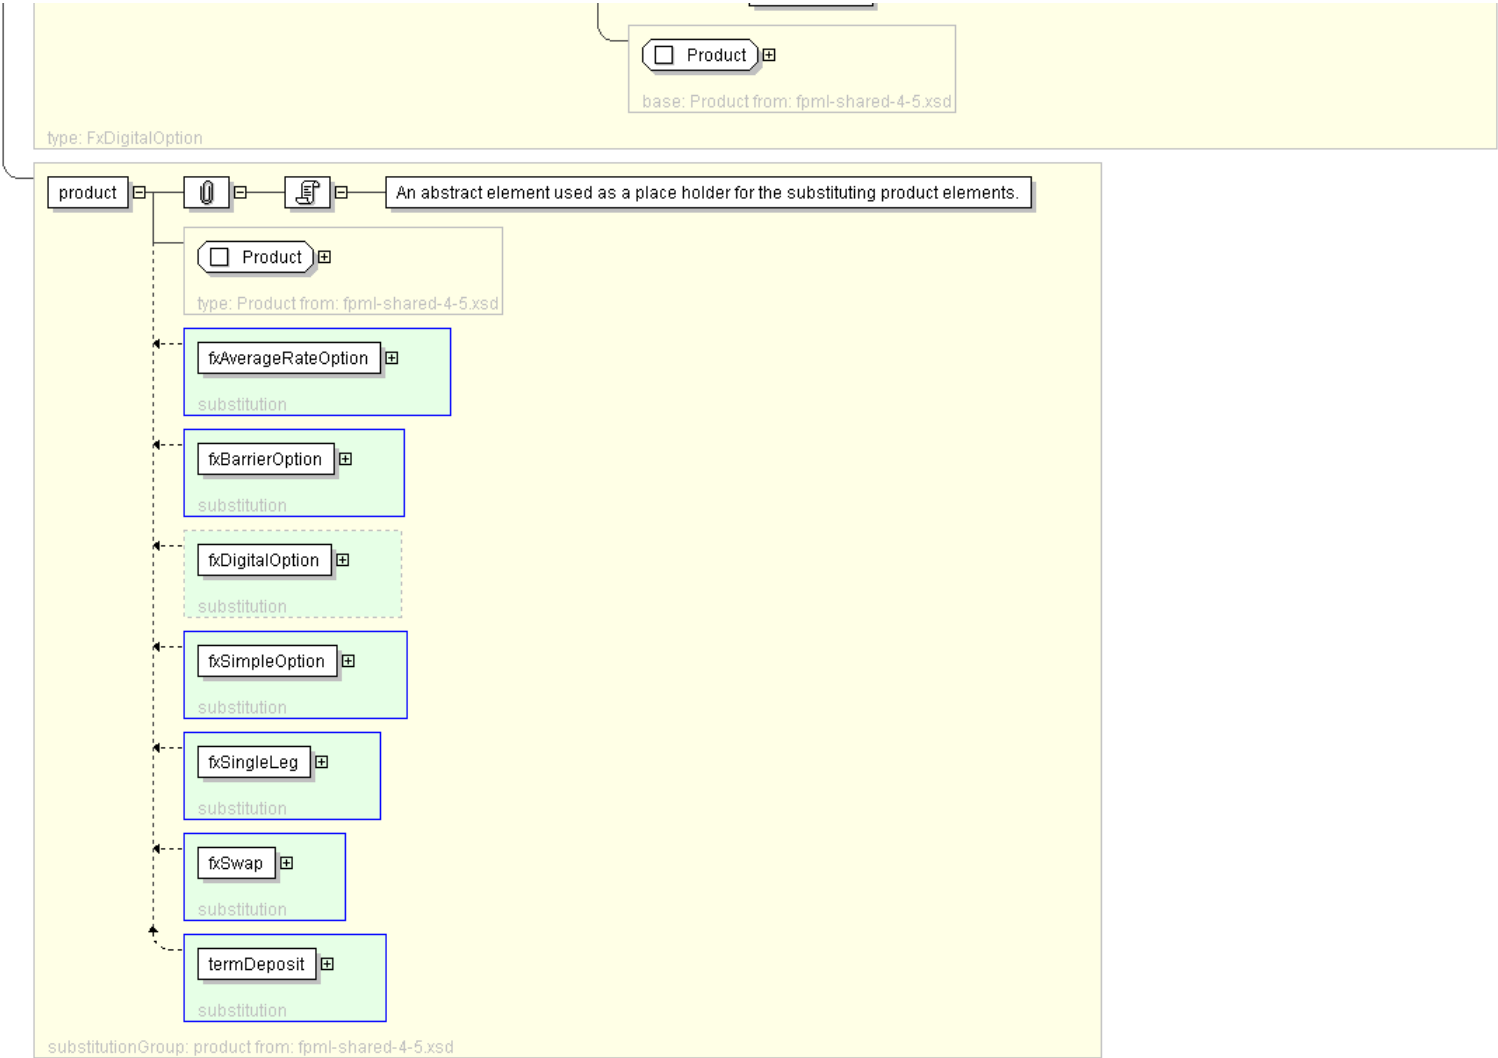 Product
base: Product from: fpml-shared-4-5.xsd
type: FxDigitalOption
product
An abstract element used as a place holder for the substituting product elements.
Product
type: Product from: fpml-shared-4-5.xsd
fxAverageRateOption
substitution
fxBarrierOption
substitution
fxDigitalOption
substitution
fxSimpleOption
substitution
fxSingleLeg
substitution
fxSwap
substitution
termDeposit
substitution
substitutionGroup: product from: fpml-shared-4-5.xsd